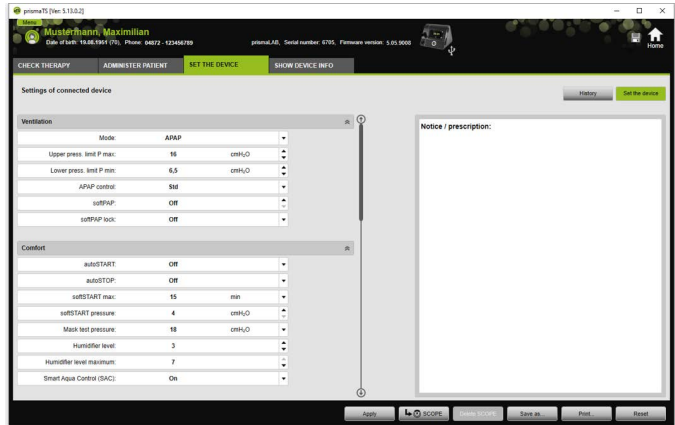 prismaTS [Ver: 5.13.0.2]
Menu
Mustermann, Maximilian
Date of birth: 19.08.1951 (70), Phone: 04872 - 123456789
prismaLAB, Serial number: 6705, Firmware version: 5.05.9008
Home
CHECK THERAPY ADMINISTER PATIENT SET THE DEVICE SHOW DEVICE INFO
Settings of connected device
History Set the device
Ventilation
Mode: APAP
Upper press. limit P max: 16 cmH₂O
Lower press. limit P min: 6,5 cmH₂O
APAP control: Std
softPAP: Off
softPAP lock: Off
Comfort
autoSTART: Off
autoSTOP: Off
softSTART max: 15 min
softSTART pressure: 4 cmH₂O
Mask test pressure: 18 cmH₂O
Humidifier level: 3
Humidifier level maximum: 7
Smart Aqua Control (SAC): On
Notice / prescription:
Apply SCOPE Delete SCOPE Save as... Print... Reset